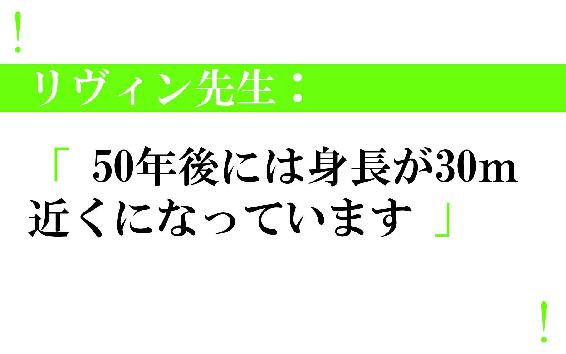 !
リヴィン先生：
「 50年後には身長が30m
近くになっています 」
!